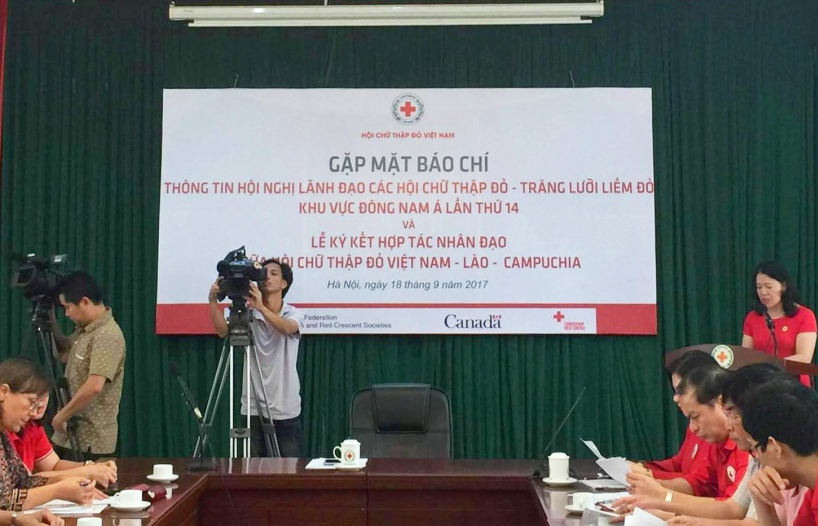 HỘI CHỮ THẬP ĐỎ VIỆT NAM
GẶP MẶT BÁO CHÍ
THÔNG TIN HỘI NGHỊ LÃNH ĐẠO CÁC HỘI CHỮ THẬP ĐỎ - TRĂNG LƯỠI LIỀM ĐỎ
KHU VỰC ĐÔNG NAM Á LẦN THỨ 14
VÀ
LỄ KÝ KẾT HỢP TÁC NHÂN ĐẠO
HỘI CHỮ THẬP ĐỎ VIỆT NAM - LÀO - CAMPUCHIA
Hà Nội, ngày 18 tháng 9 năm 2017
Federation
and Red Crescent Societies
Canada
CANADIAN
RED CROSS